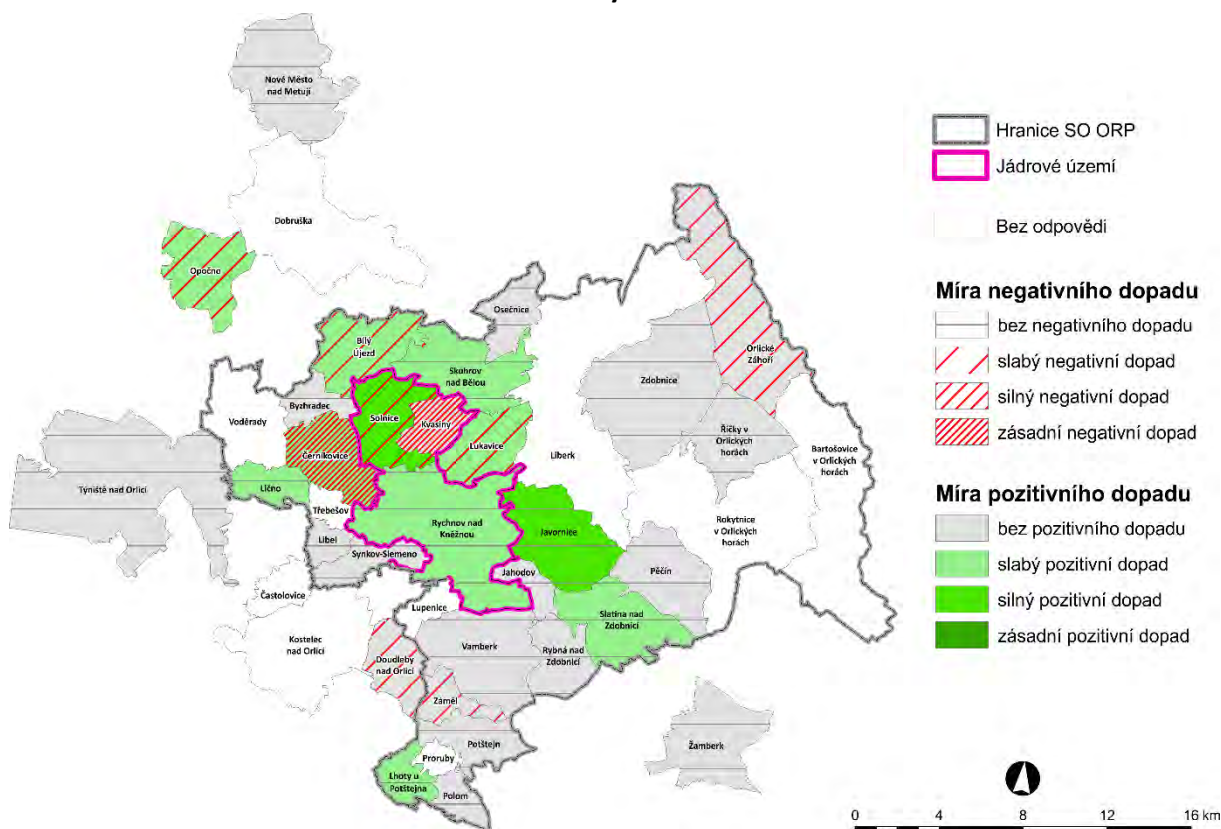 Nové Město
nad Metují
Dobruška
Opočno
Osečnice
Bílý
Újezd
Skuhrov
nad Bělou
Orlické
Záhoří
Zdobnice
Byzhradec
Solnice
Kvasiny
Voděrady
Lukavice
Říčky v
Orlických
horách
Černíkovice
Liberk
Bartošovice
v Orlických
horách
Týniště nad Orlicí
Lično
Třebešov
Rychnov nad
Kněžnou
Javornice
Rokytnice
v Orlických
horách
Libel
Synkov-Slemeno
Jahodov
Pěčín
Častolovice
Lupenice
Slatina nad
Zdobnicí
Kostelec
nad Orlicí
Vamberk
Rybná nad
Zdobnicí
Doudleby
nad Orlicí
Záměl
Potštejn
Žamberk
Proruby
Lhoty u
Potštejna
Polom
Hranice SO ORP
Jádrové území
Bez odpovědi
Míra negativního dopadu
bez negativního dopadu
slabý negativní dopad
silný negativní dopad
zásadní negativní dopad
Míra pozitivního dopadu
bez pozitivního dopadu
slabý pozitivní dopad
silný pozitivní dopad
zásadní pozitivní dopad
0 4 8 12 16 km